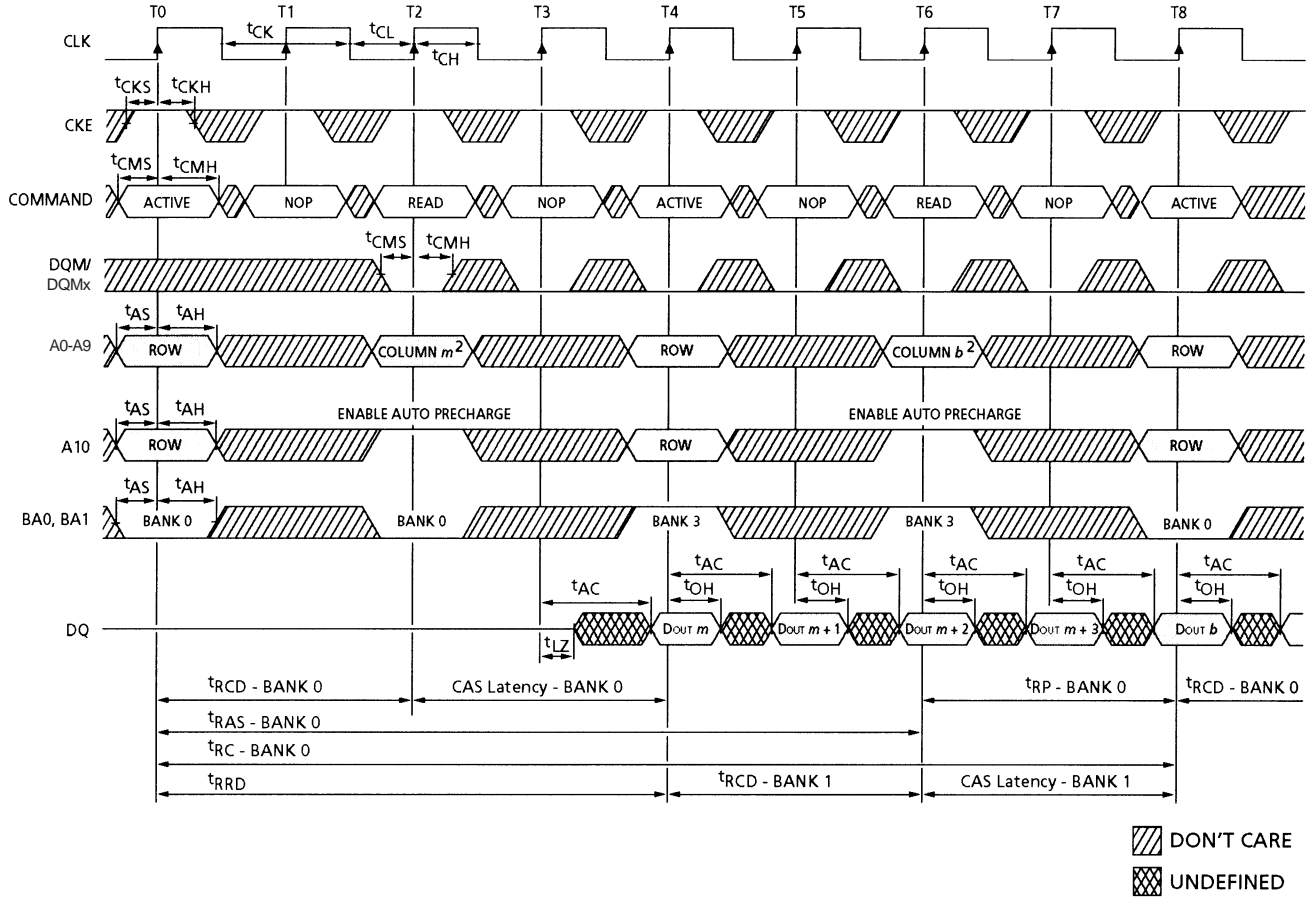 T0 T1 T2 T3 T4 T5 T6 T7 T8
CLK
tCK tCL
tCH
tCKS tCKH
CKE
tCMS tCMH
COMMAND ACTIVE NOP READ NOP ACTIVE NOP READ NOP ACTIVE
tCMS tCMH
DQM/
DQMx
tAS tAH
A0-A9 ROW COLUMN m2 ROW COLUMN b2 ROW
tAS tAH ENABLE AUTO PRECHARGE ENABLE AUTO PRECHARGE
A10 ROW ROW ROW
tAS tAH
BA0, BA1 BANK 0 BANK 0 BANK 3 BANK 3 BANK 0
tAC tAC tAC tAC tAC tAC
tOH tOH tOH tOH tOH
DQ DOUT m DOUT m + 1 DOUT m + 2 DOUT m + 3 DOUT b
tLZ
tRCD - BANK 0 CAS Latency - BANK 0 tRP - BANK 0 tRCD - BANK 0
tRAS - BANK 0
tRC - BANK 0
tRRD tRCD - BANK 1 CAS Latency - BANK 1
DON'T CARE
UNDEFINED